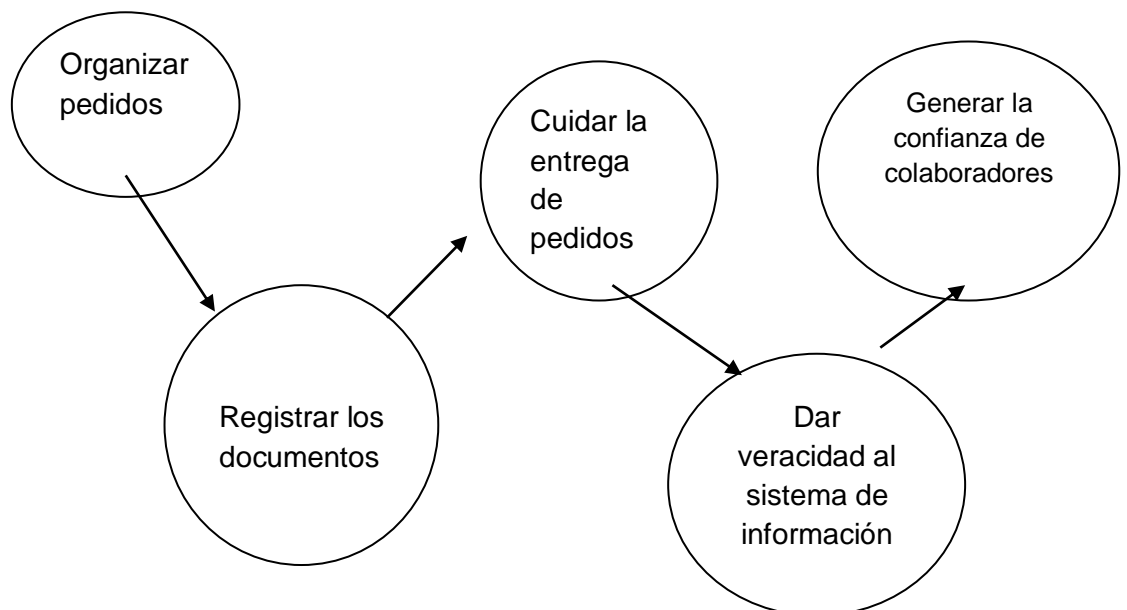 Organizar
pedidos
Registrar los
documentos
Cuidar la
entrega
de
pedidos
Dar
veracidad al
sistema de
información
Generar la
confianza de
colaboradores